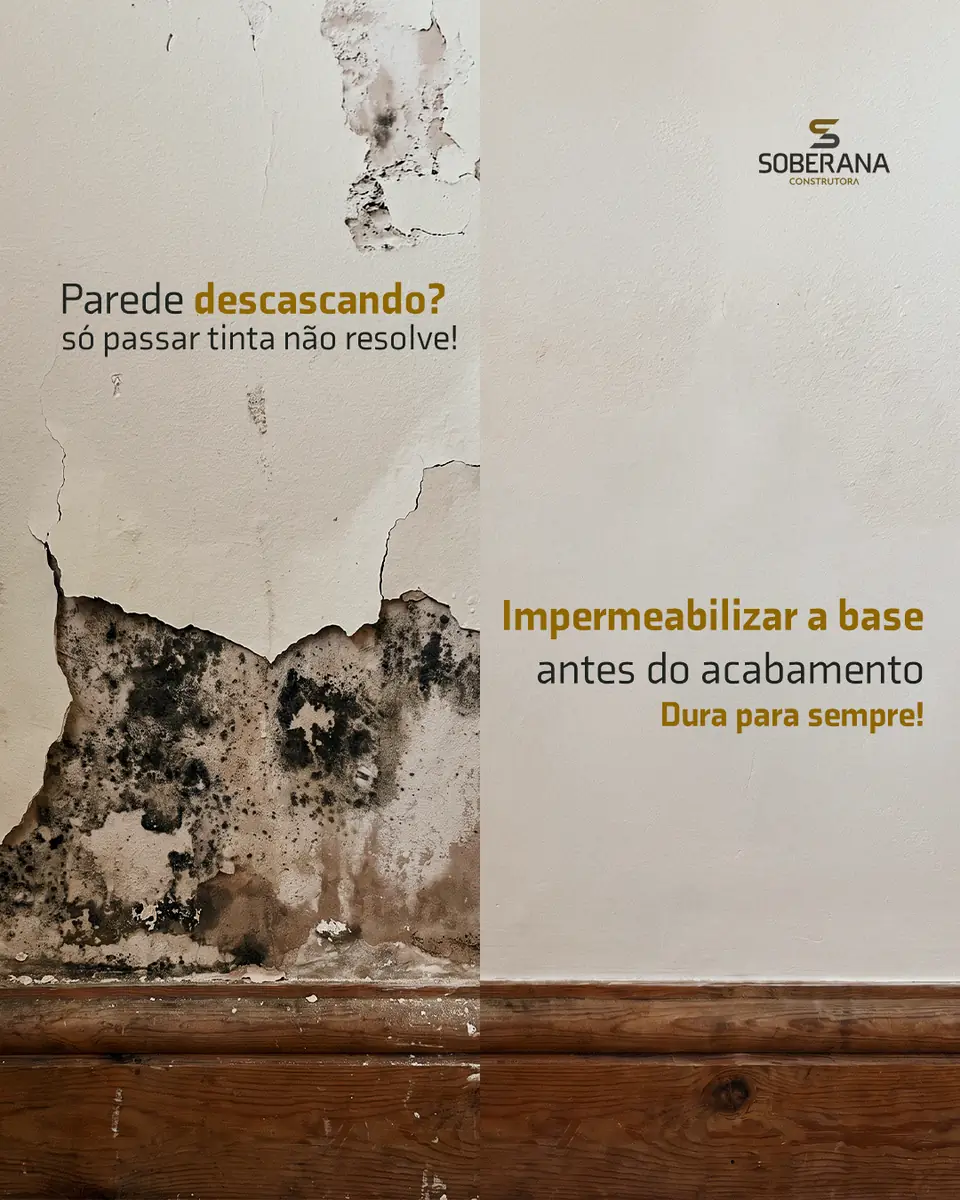 SOBERANA
CONSTRUTORA
Parede descascando?
só passar tinta não resolve!
Impermeabilizar a base
antes do acabamento
Dura para sempre!